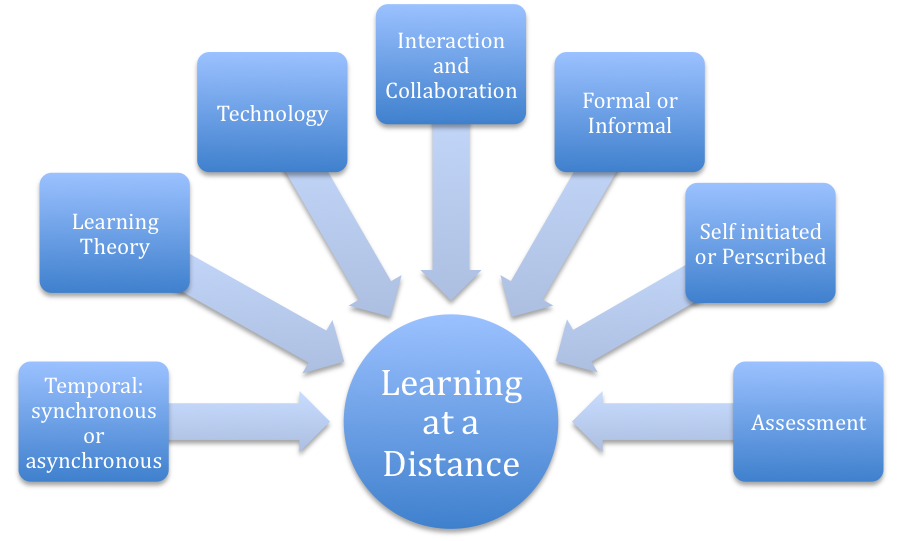 Interaction
and
Collaboration
Technology
Formal or
Informal
Learning
Theory
Self initiated
or Perscribed
Temporal:
synchronous
or
asynchronous
Learning
at a
Distance
Assessment